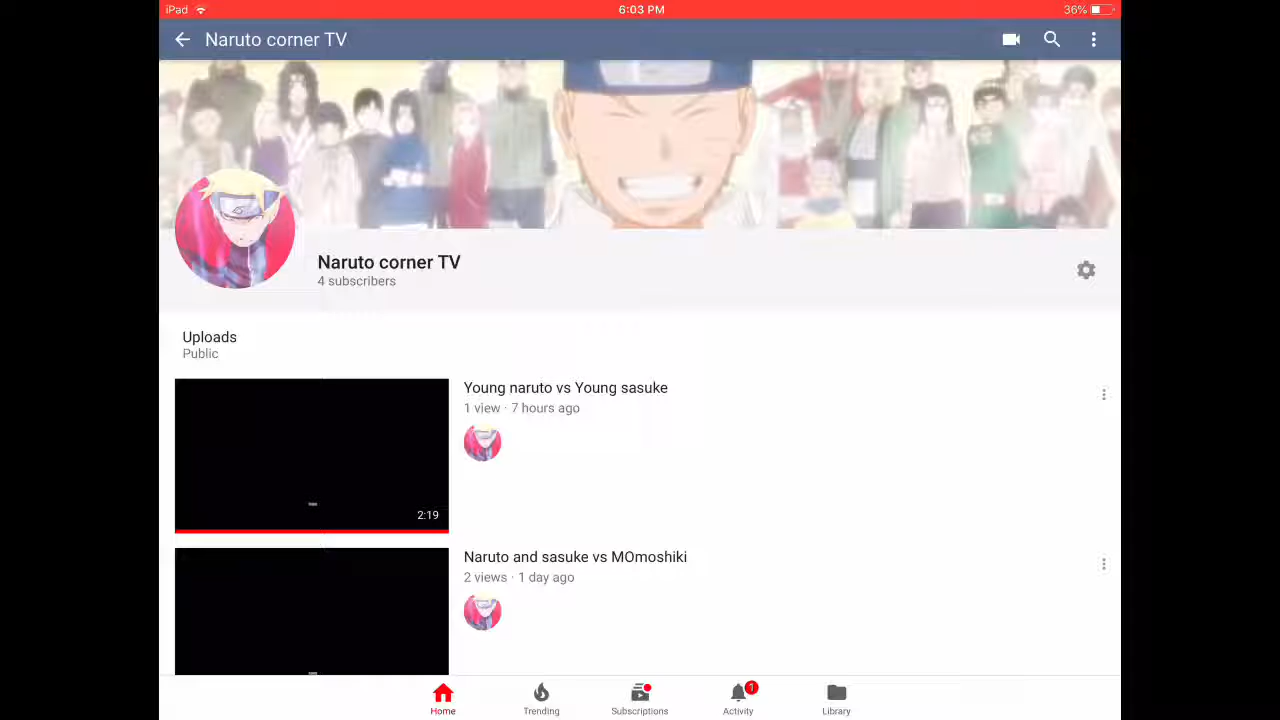 iPad 6:03 PM 36%
Naruto corner TV
Naruto corner TV
4 subscribers
Uploads
Public
Young naruto vs Young sasuke
1 view · 7 hours ago
2:19
Naruto and sasuke vs MOmoshiki
2 views · 1 day ago
1
Home Trending Subscriptions Activity Library